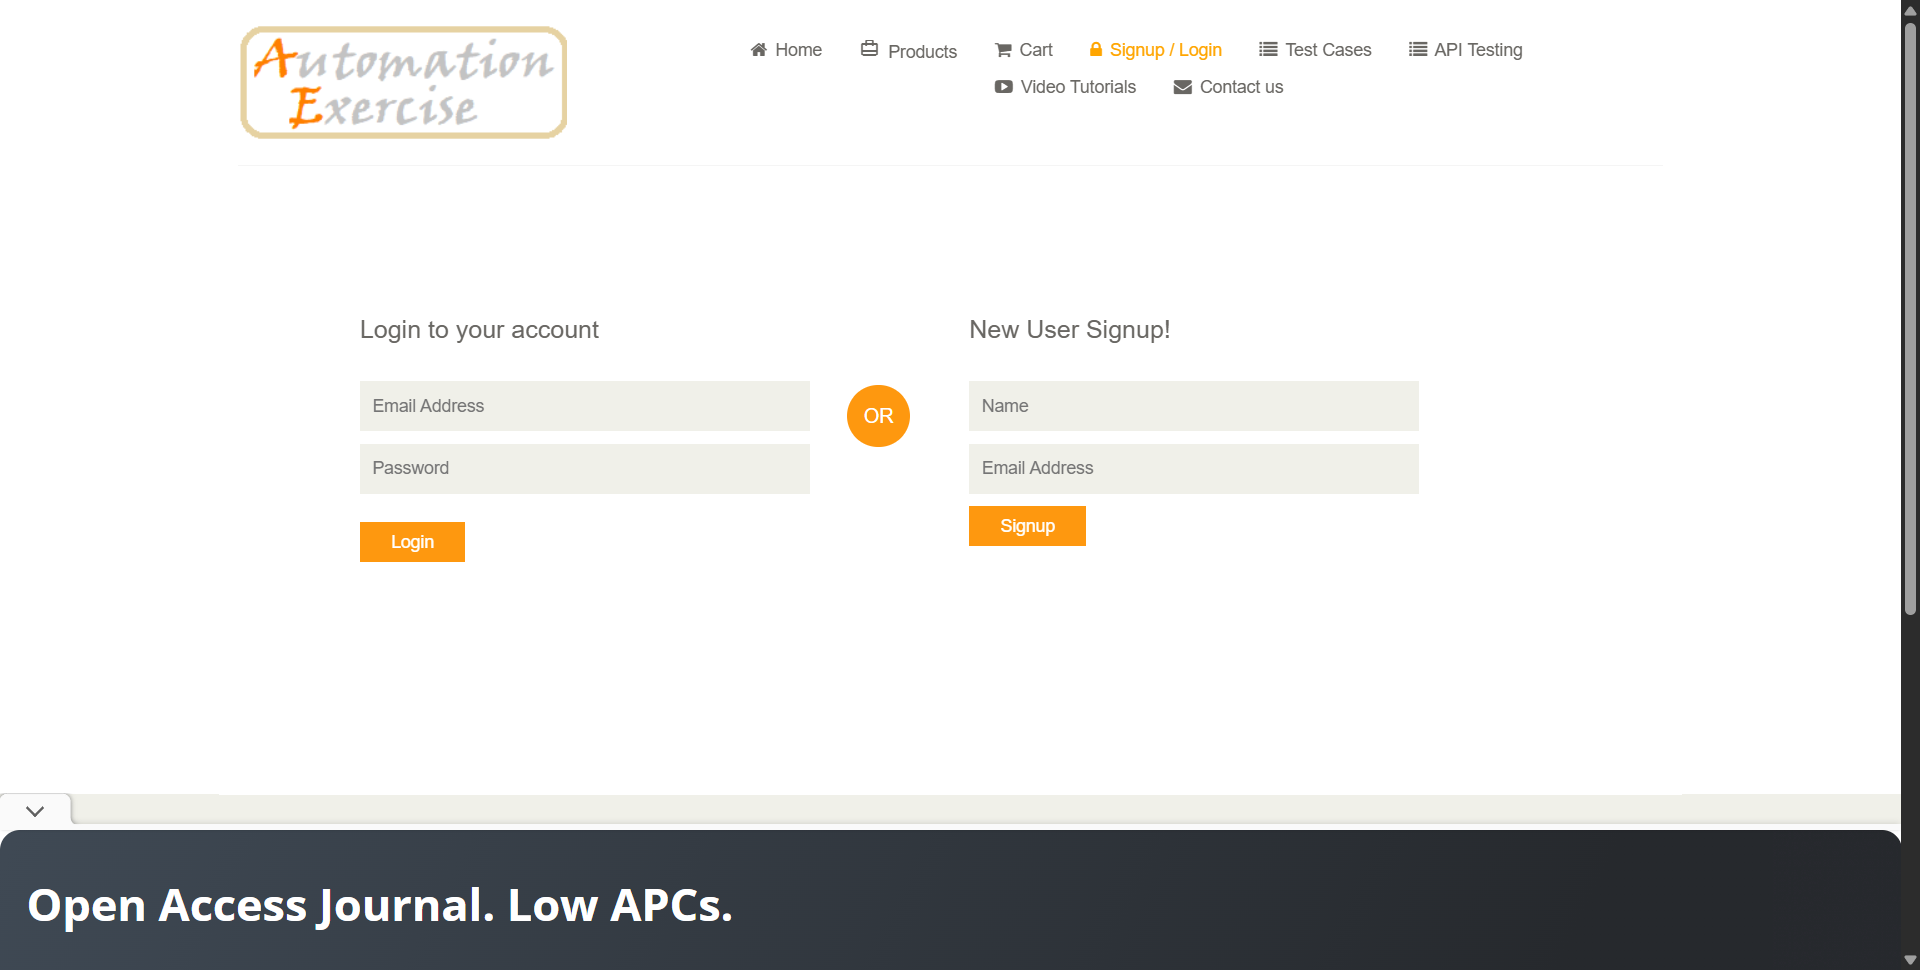 Automation
Exercise
Home
Products
Cart
Signup / Login
Test Cases
API Testing
Video Tutorials
Contact us
Login to your account
Email Address
Password
Login
OR
New User Signup!
Name
Email Address
Signup
Open Access Journal. Low APCs.